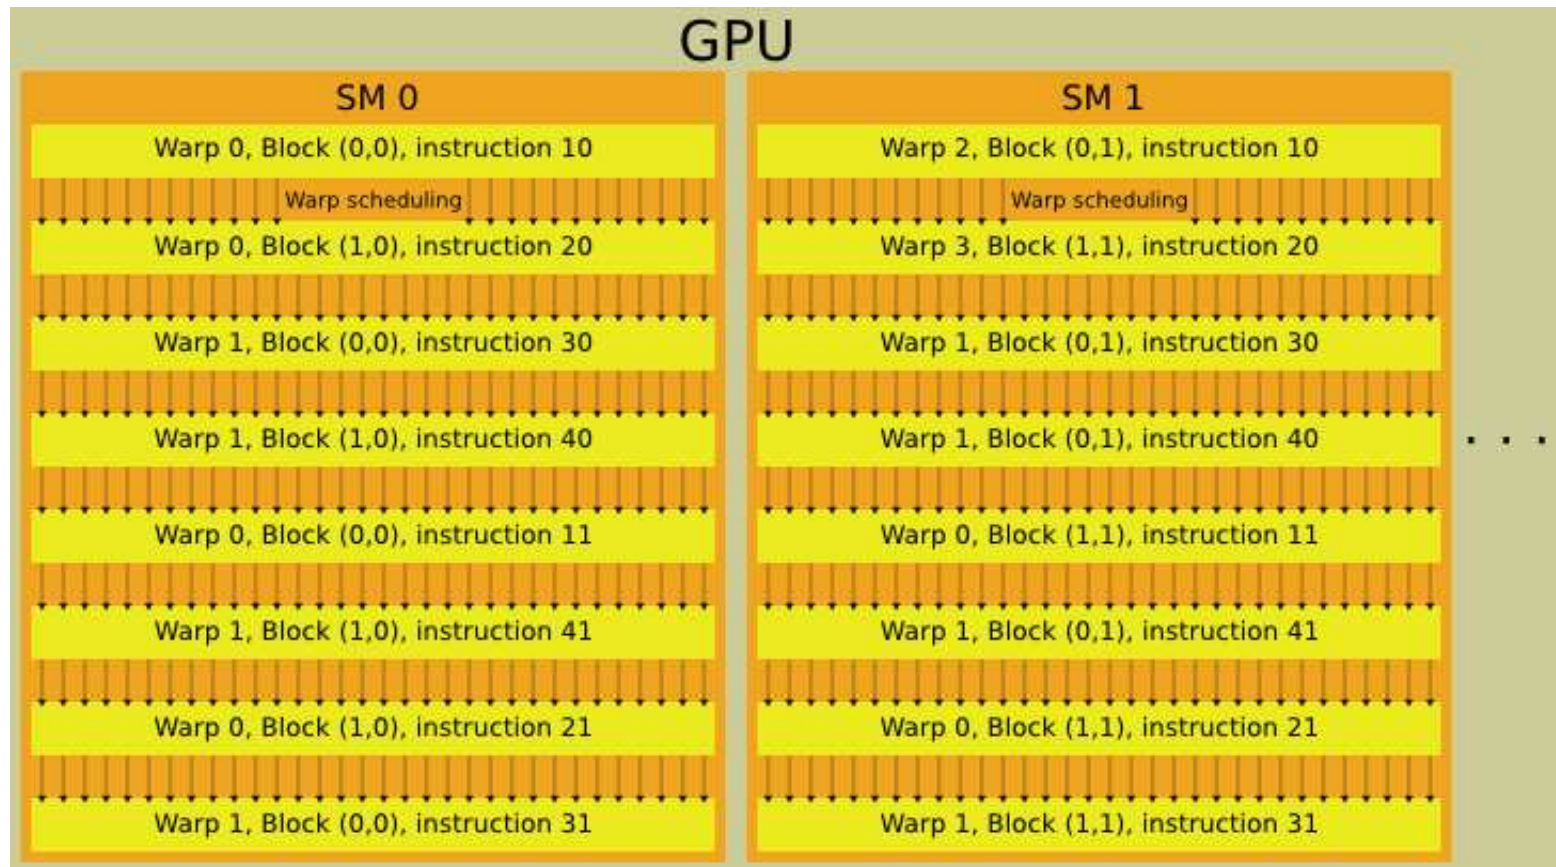 GPU
SM 0
Warp 0, Block (0,0), instruction 10
Warp scheduling
Warp 0, Block (1,0), instruction 20
Warp 1, Block (0,0), instruction 30
Warp 1, Block (1,0), instruction 40
Warp 0, Block (0,0), instruction 11
Warp 1, Block (1,0), instruction 41
Warp 0, Block (1,0), instruction 21
Warp 1, Block (0,0), instruction 31
SM 1
Warp 2, Block (0,1), instruction 10
Warp scheduling
Warp 3, Block (1,1), instruction 20
Warp 1, Block (0,1), instruction 30
Warp 1, Block (0,1), instruction 40
Warp 0, Block (1,1), instruction 11
Warp 1, Block (0,1), instruction 41
Warp 0, Block (1,1), instruction 21
Warp 1, Block (1,1), instruction 31
. . .